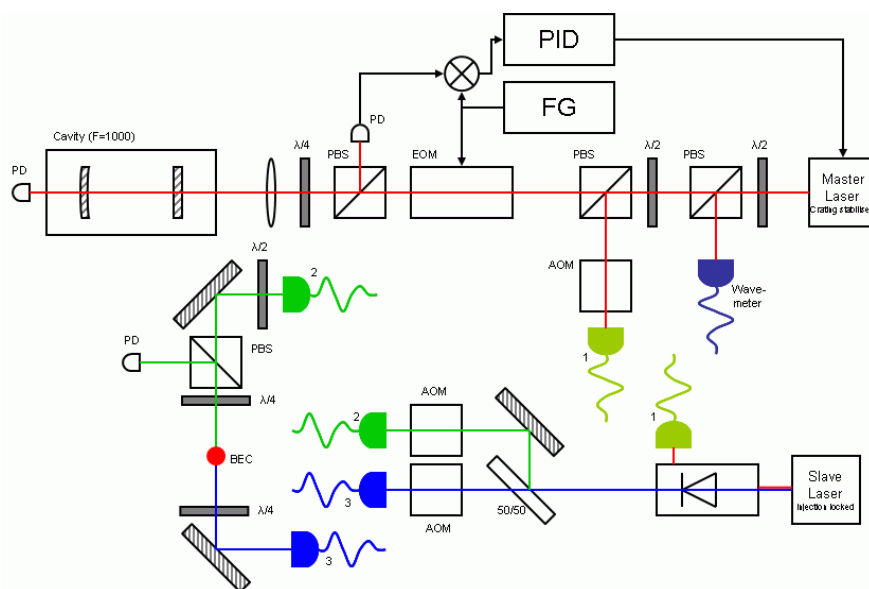 PID
FG
Cavity (F=1000)
PD
λ/4
PBS
EOM
PBS
λ/2
PBS
λ/2
PD
Master
Laser
Crating stabilise
λ/2
2
AOM
Wave-
meter
PD
PBS
1
λ/4
AOM
2
1
BEC
3
50/50
Slave
Laser
Injection locked
λ/4
AOM
3